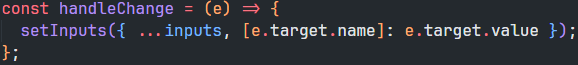 const handleChange = (e) => {
  setInputs({ ...inputs, [e.target.name]: e.target.value });
};